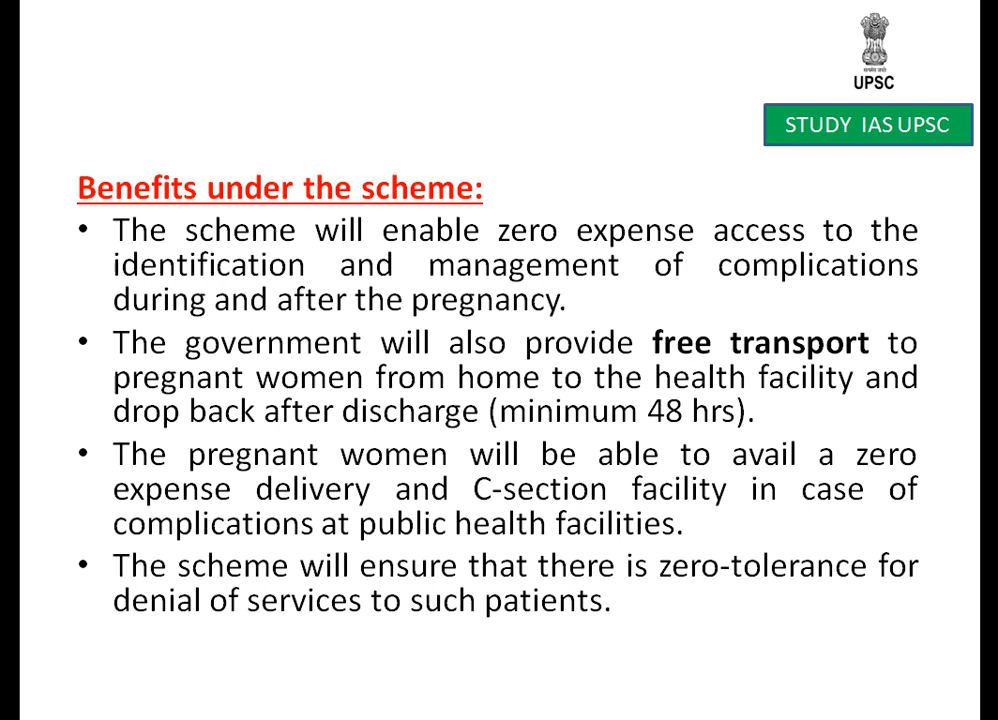 UPSC
STUDY IAS UPSC
Benefits under the scheme:
• The scheme will enable zero expense access to the
identification and management of complications
during and after the pregnancy.
• The government will also provide free transport to
pregnant women from home to the health facility and
drop back after discharge (minimum 48 hrs).
• The pregnant women will be able to avail a zero
expense delivery and C-section facility in case of
complications at public health facilities.
• The scheme will ensure that there is zero-tolerance for
denial of services to such patients.